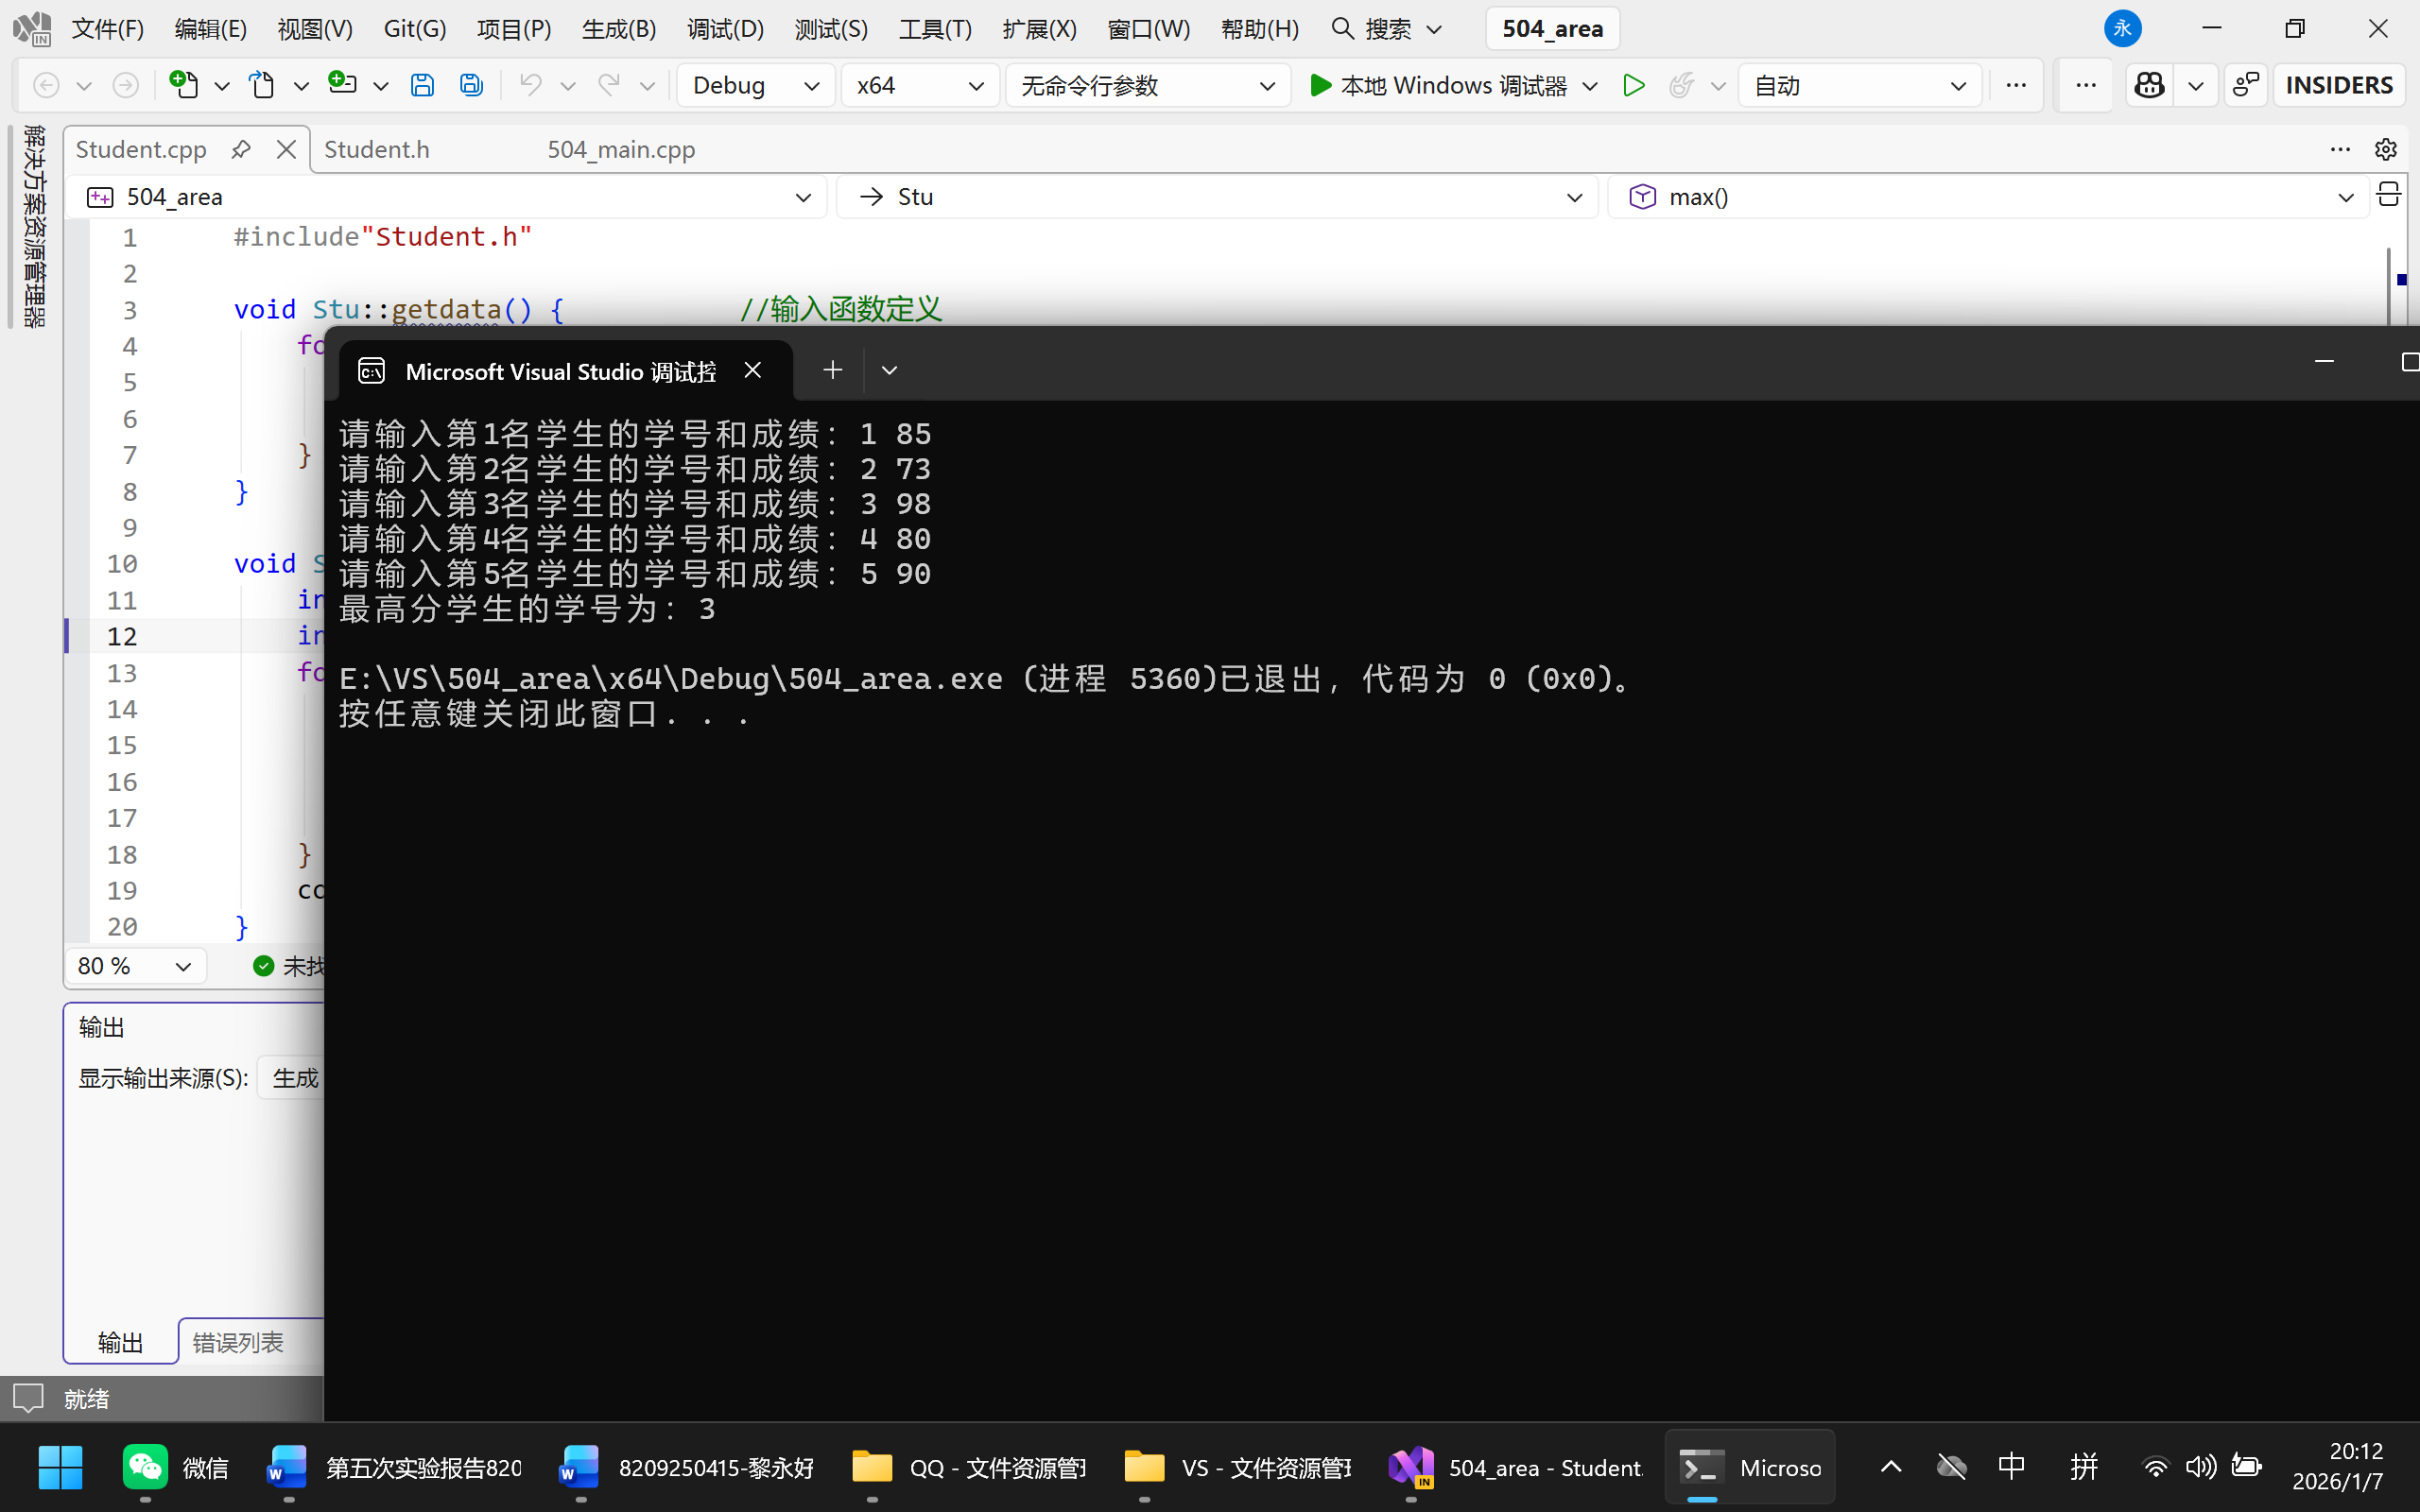 文件(F) 编辑(E) 视图(V) Git(G) 项目(P) 生成(B) 调试(D) 测试(S) 工具(T) 扩展(X) 窗口(W) 帮助(H) 搜索 504_area 永
Debug x64 无命令行参数 本地 Windows 调试器 自动 INSIDERS
解决方案资源管理器
Student.cpp Student.h 504_main.cpp
504_area Stu max()
1 #include"Student.h"
2
3 void Stu::getdata() { //输入函数定义
4 fo
5
6
7 }
8 }
9
10 void S
11 in
12 in
13 fo
14
15
16
17
18 }
19 co
20 }
80 % 未找
Microsoft Visual Studio 调试控
请输入第1名学生的学号和成绩：1 85
请输入第2名学生的学号和成绩：2 73
请输入第3名学生的学号和成绩：3 98
请输入第4名学生的学号和成绩：4 80
请输入第5名学生的学号和成绩：5 90
最高分学生的学号为：3
E:\VS\504_area\x64\Debug\504_area.exe (进程 5360)已退出，代码为 0 (0x0)。
按任意键关闭此窗口. . .
输出
显示输出来源(S): 生成
输出 错误列表
就绪
微信 第五次实验报告820 8209250415-黎永好 QQ - 文件资源管理 VS - 文件资源管理 504_area - Student. Microso 中 拼 20:12
2026/1/7